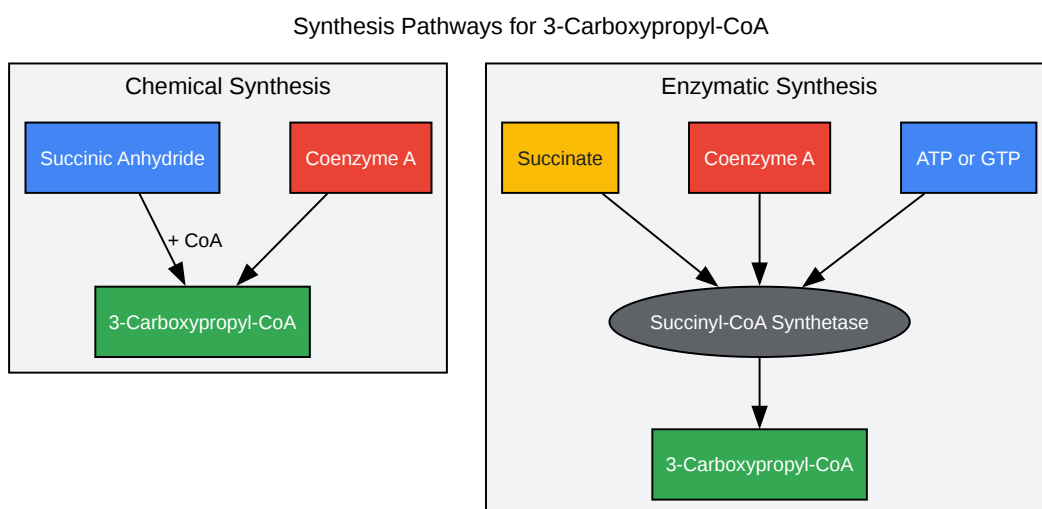 Synthesis Pathways for 3-Carboxypropyl-CoA
Chemical Synthesis
Succinic Anhydride
Coenzyme A
+ CoA
3-Carboxypropyl-CoA
Enzymatic Synthesis
Succinate
Coenzyme A
ATP or GTP
Succinyl-CoA Synthetase
3-Carboxypropyl-CoA